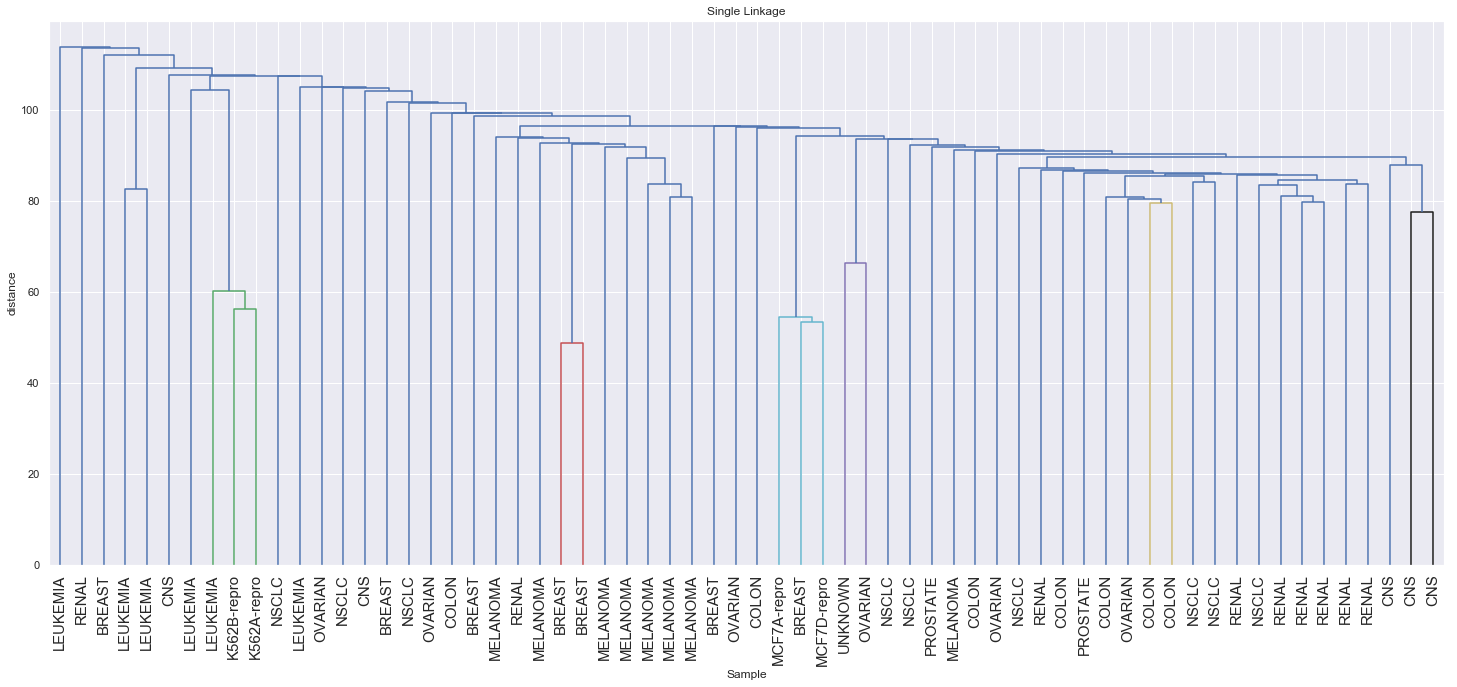 Single Linkage
distance
100
80
60
40
20
0
LEUKEMIA
RENAL
BREAST
LEUKEMIA
LEUKEMIA
CNS
LEUKEMIA
LEUKEMIA
K562B-repro
K562A-repro
NSCLC
LEUKEMIA
OVARIAN
NSCLC
CNS
BREAST
NSCLC
OVARIAN
COLON
BREAST
MELANOMA
RENAL
MELANOMA
BREAST
BREAST
MELANOMA
MELANOMA
MELANOMA
MELANOMA
MELANOMA
BREAST
OVARIAN
COLON
MCF7A-repro
BREAST
MCF7D-repro
UNKNOWN
OVARIAN
NSCLC
NSCLC
PROSTATE
MELANOMA
COLON
OVARIAN
NSCLC
RENAL
COLON
PROSTATE
COLON
OVARIAN
COLON
COLON
NSCLC
NSCLC
RENAL
NSCLC
RENAL
RENAL
RENAL
RENAL
RENAL
CNS
CNS
CNS
Sample